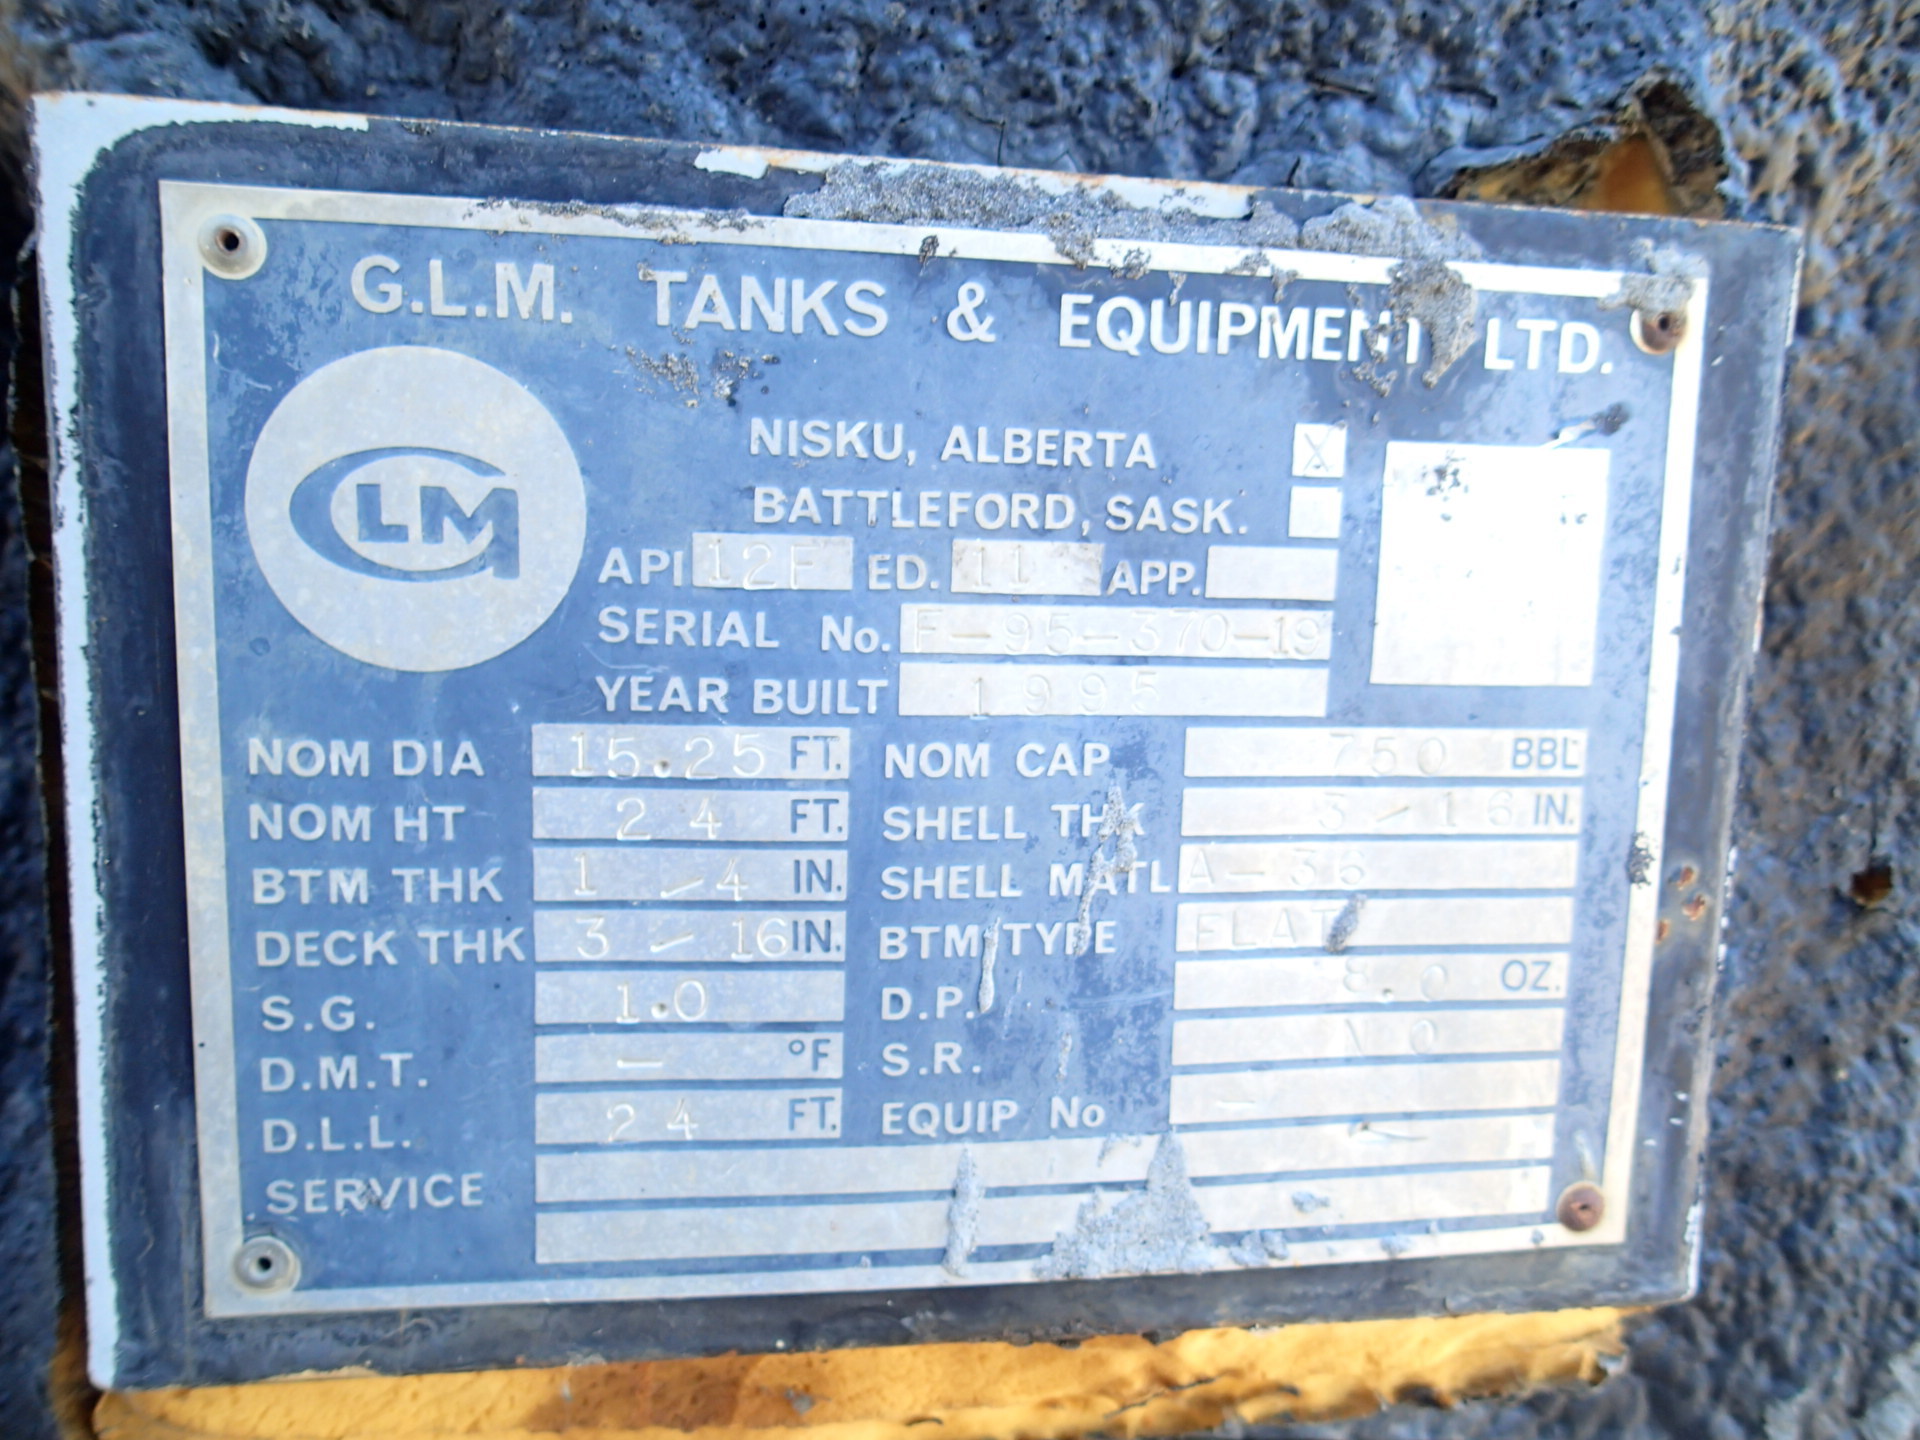 G.L.M. TANKS & EQUIPMENT LTD.
GLM
NISKU, ALBERTA X
BATTLEFORD, SASK.
API 12F ED. 11 APP.
SERIAL No. F-95-370-19
YEAR BUILT 1995
NOM DIA 15.25 FT. NOM CAP 750 BBL
NOM HT 24 FT. SHELL THK 3-16 IN.
BTM THK 1-4 IN. SHELL MATL A-36
DECK THK 3-16 IN. BTM TYPE FLAT
S.G. 1.0 D.P. 8.0 OZ.
D.M.T. - °F S.R. NO
D.L.L. 24 FT. EQUIP No -
SERVICE -